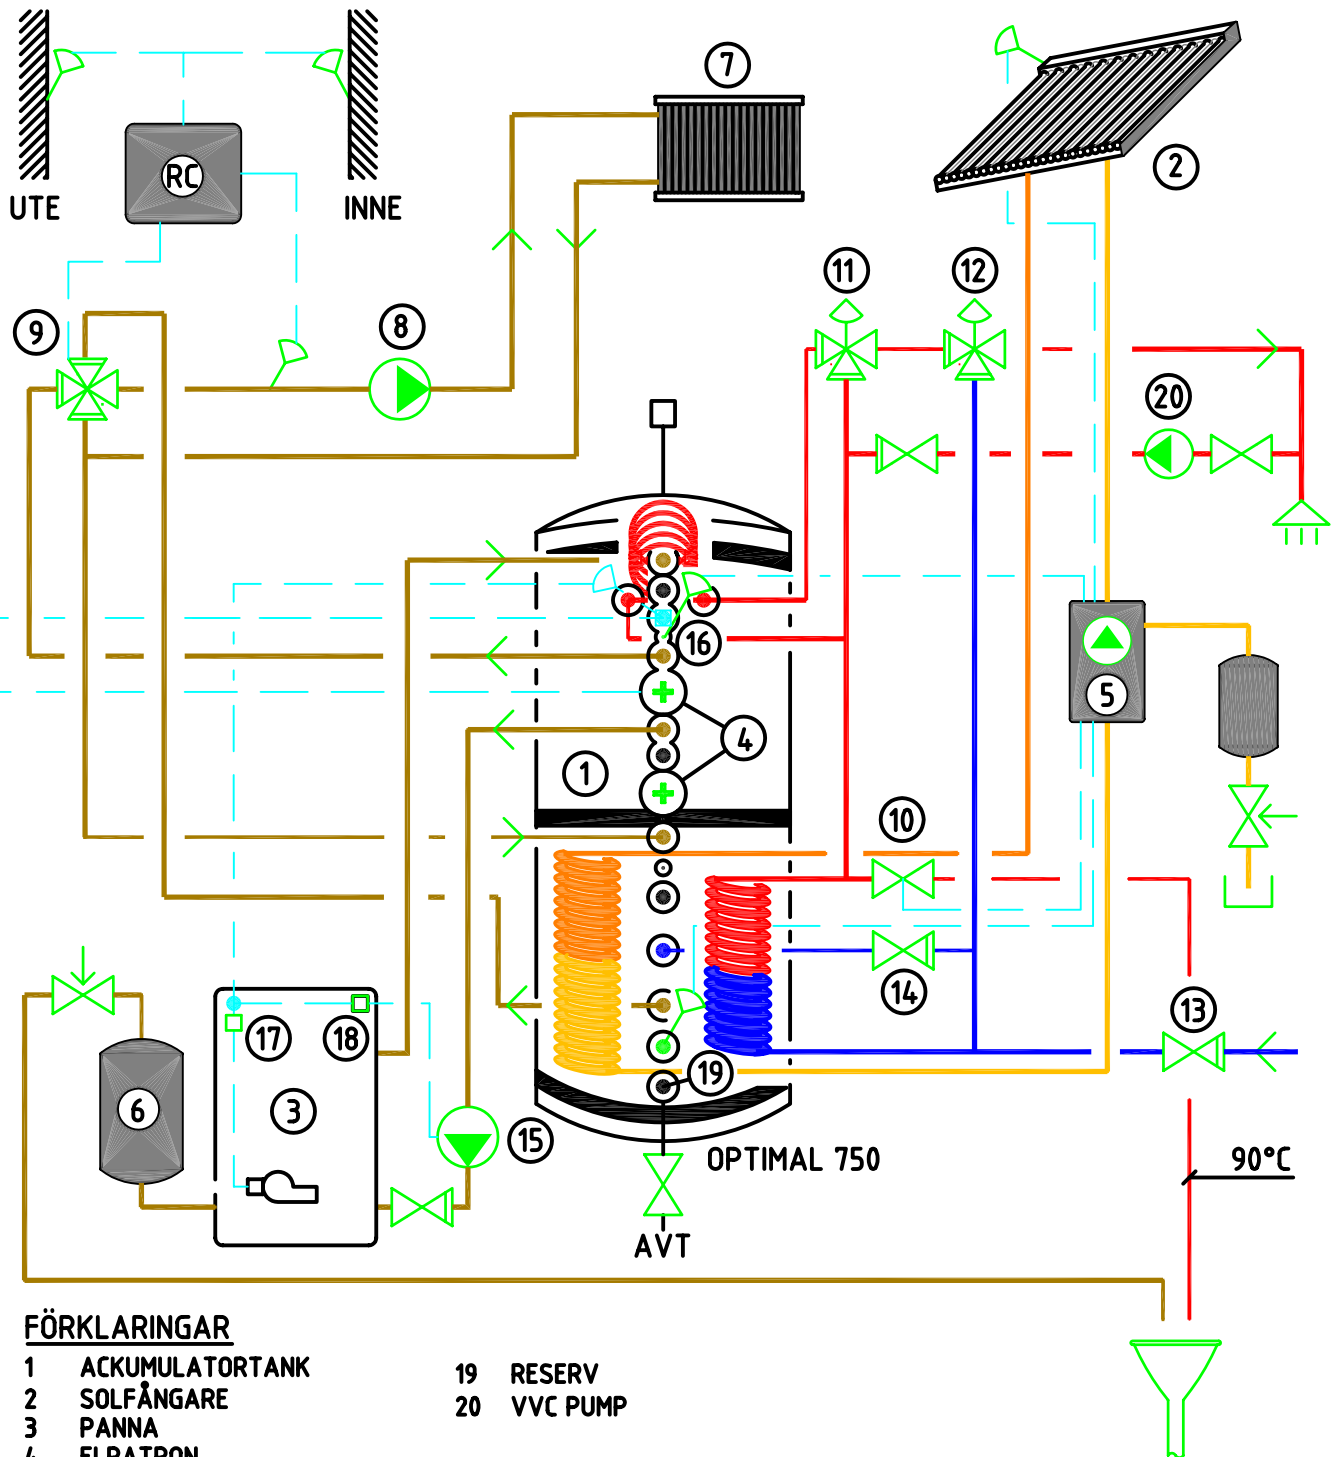 7
2
RC
UTE
INNE
11
12
9
8
20
16
5
4
1
10
14
13
17
18
19
3
6
15
OPTIMAL 750
90°C
AVT
FÖRKLARINGAR
1 ACKUMULATORTANK
2 SOLFÅNGARE
3 PANNA
4 ELPATRON
19 RESERV
20 VVC PUMP